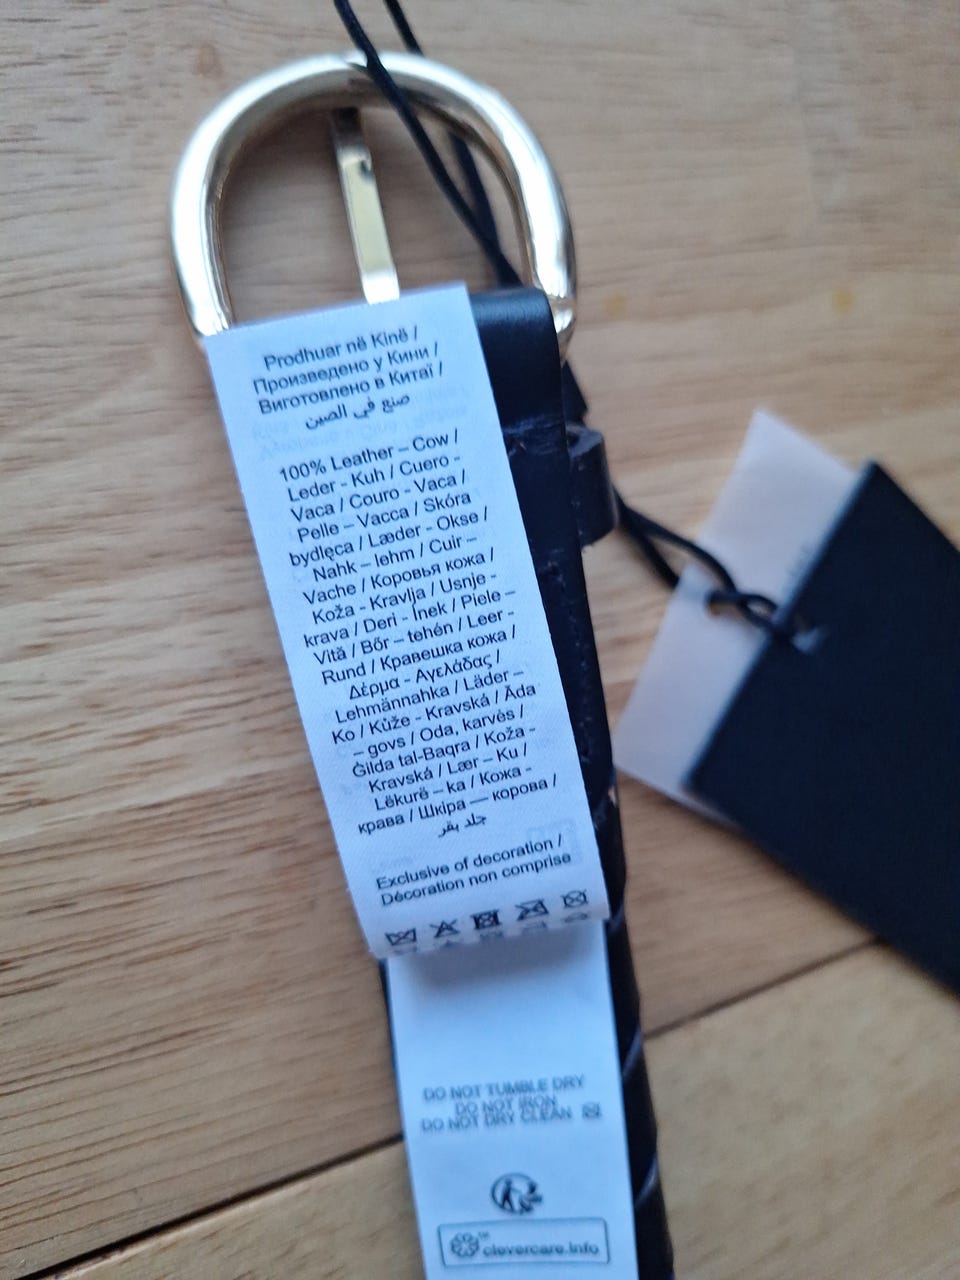 Prodhuar në Kinë /
Произведено у Кини /
Виготовлено в Китаї /
صنع في الصين
100% Leather – Cow /
Leder - Kuh / Cuero -
Vaca / Couro - Vaca /
Pelle – Vacca / Skóra
bydlęca / Læder - Okse /
Nahk – lehm / Cuir –
Vache / Коровья кожа /
Koža - Kravlja / Usnje -
krava / Deri - İnek / Piele –
Vită / Bőr – tehén / Leer -
Rund / Кравешка кожа /
Δέρμα - Αγελάδας /
Lehmännahka / Läder –
Ko / Kůže - Kravská / Āda
– govs / Oda, karvės /
Ġilda tal-Baqra / Koža -
Kravská / Lær – Ku /
Lëkurë – ka / Кожа -
крава / Шкіра — корова /
جلد بقر
Exclusive of decoration /
Décoration non comprise
DO NOT TUMBLE DRY
DO NOT IRON
DO NOT DRY CLEAN
clevercare.info